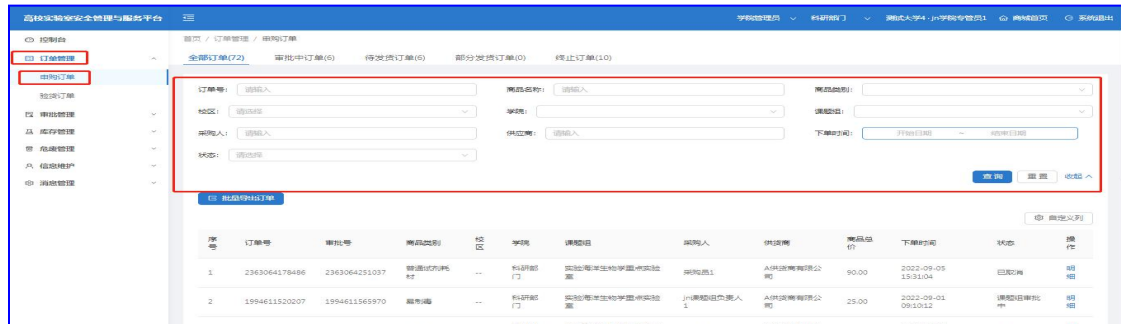 高校实验室安全管理与服务平台
学院管理员 科研部门 测试大学4 - jn学院专管员1 商城首页 系统退出
控制台
订单管理
申购订单
验货订单
审批管理
库存管理
危废管理
信息维护
消息管理
首页 / 订单管理 / 申购订单
全部订单(72) 审批中订单(6) 待发货订单(6) 部分发货订单(0) 终止订单(10)
订单号: 请输入 商品名称: 请输入 商品类别:
校区: 请选择 学院: 课题组:
采购人: 请输入 供应商: 请输入 下单时间: 开始日期 ~ 结束日期
状态: 请选择
查询 重置 收起
批量导出订单
自定义列
序号 订单号 审批号 商品类别 校区 学院 课题组 采购人 供货商 商品总价 下单时间 状态 操作
1 2363064178486 2363064251037 普通试剂耗材 -- 科研部门 实验海洋生物学重点实验室 采购员1 A供货商有限公司 90.00 2022-09-05 15:31:04 已取消 明细
2 1994611520207 1994611565970 易制毒 -- 科研部门 实验海洋生物学重点实验室 jn课题组负责人1 A供货商有限公司 25.00 2022-09-01 09:10:12 课题组审批中 明细